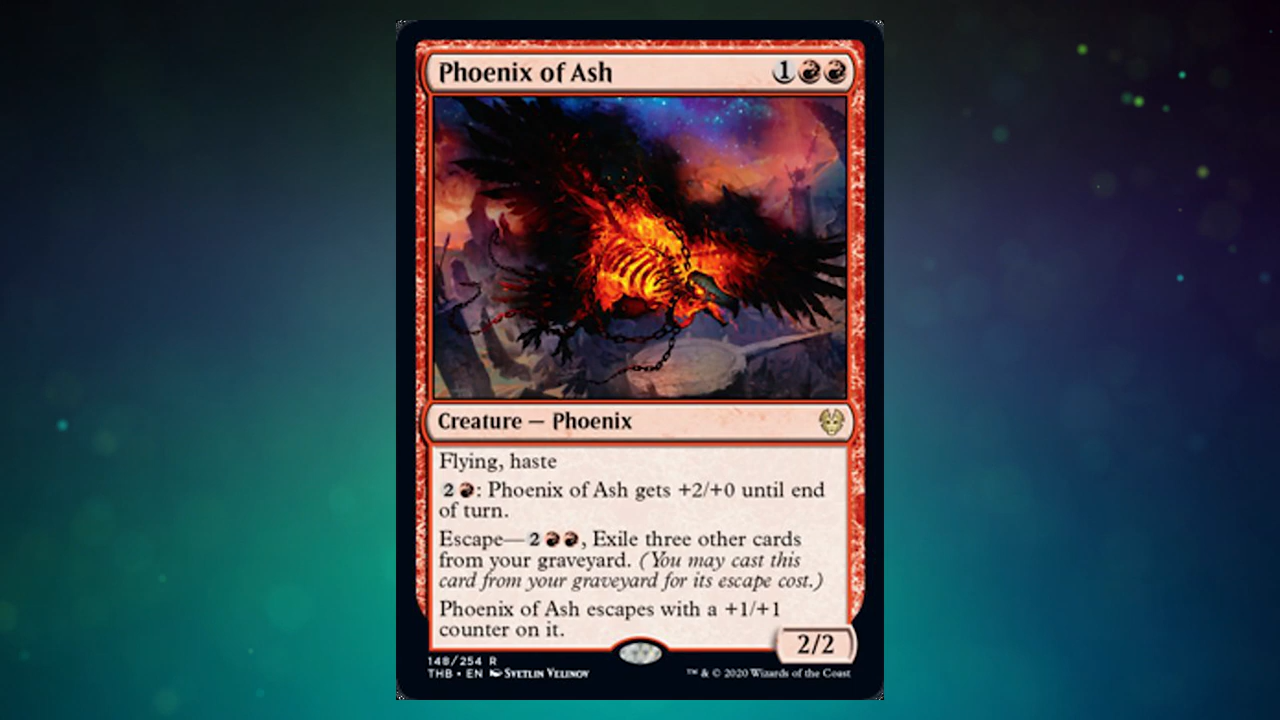 Phoenix of Ash 1
Creature — Phoenix
Flying, haste
2: Phoenix of Ash gets +2/+0 until end
of turn.
Escape—2, Exile three other cards
from your graveyard. (You may cast this
card from your graveyard for its escape cost.)
Phoenix of Ash escapes with a +1/+1
counter on it.
2/2
148/254 R
THB • EN Svetlin Velinov
™ & © 2020 Wizards of the Coast